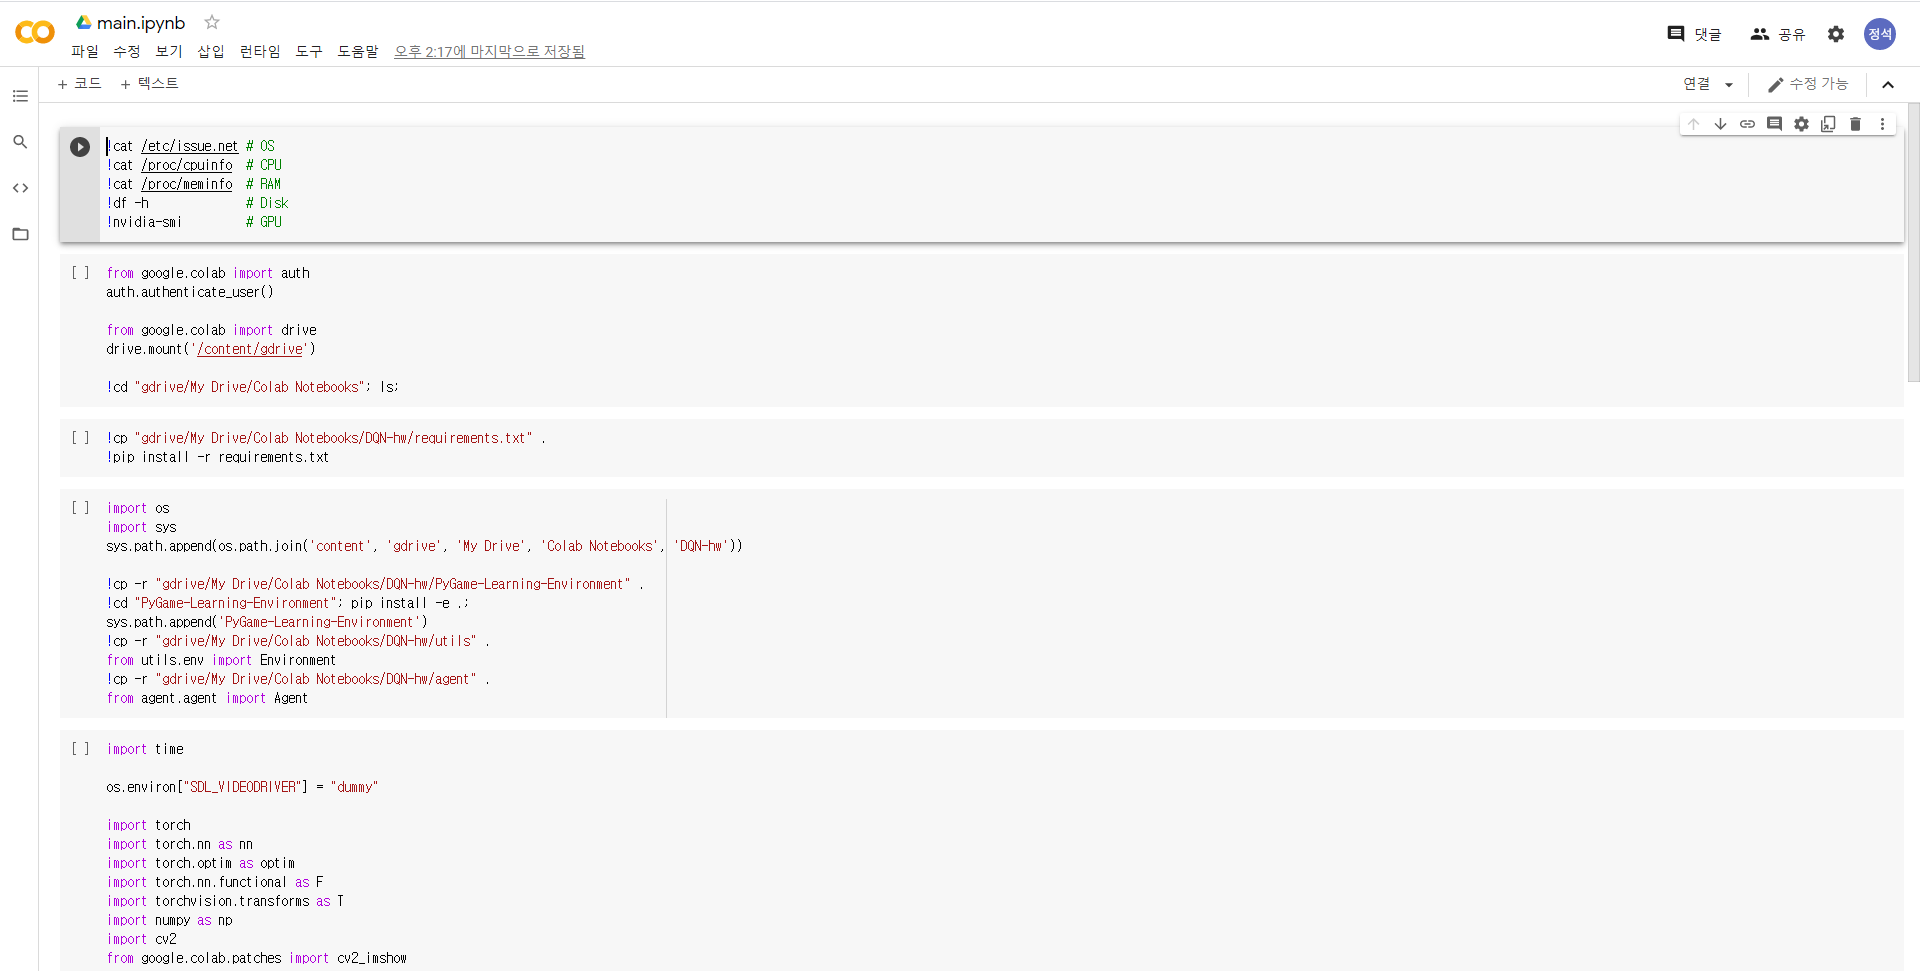 main.ipynb
파일 수정 보기 삽입 런타임 도구 도움말 오후 2:17에 마지막으로 저장됨
댓글 공유 정석
+ 코드 + 텍스트
연결 수정 가능
!cat /etc/issue.net # OS
!cat /proc/cpuinfo # CPU
!cat /proc/meminfo # RAM
!df -h # Disk
!nvidia-smi # GPU
[ ] from google.colab import auth
auth.authenticate_user()
from google.colab import drive
drive.mount('/content/gdrive')
!cd "gdrive/My Drive/Colab Notebooks"; ls;
[ ] !cp "gdrive/My Drive/Colab Notebooks/DQN-hw/requirements.txt" .
!pip install -r requirements.txt
[ ] import os
import sys
sys.path.append(os.path.join('content', 'gdrive', 'My Drive', 'Colab Notebooks', 'DQN-hw'))
!cp -r "gdrive/My Drive/Colab Notebooks/DQN-hw/PyGame-Learning-Environment" .
!cd "PyGame-Learning-Environment"; pip install -e .;
sys.path.append('PyGame-Learning-Environment')
!cp -r "gdrive/My Drive/Colab Notebooks/DQN-hw/utils" .
from utils.env import Environment
!cp -r "gdrive/My Drive/Colab Notebooks/DQN-hw/agent" .
from agent.agent import Agent
[ ] import time
os.environ["SDL_VIDEODRIVER"] = "dummy"
import torch
import torch.nn as nn
import torch.optim as optim
import torch.nn.functional as F
import torchvision.transforms as T
import numpy as np
import cv2
from google.colab.patches import cv2_imshow